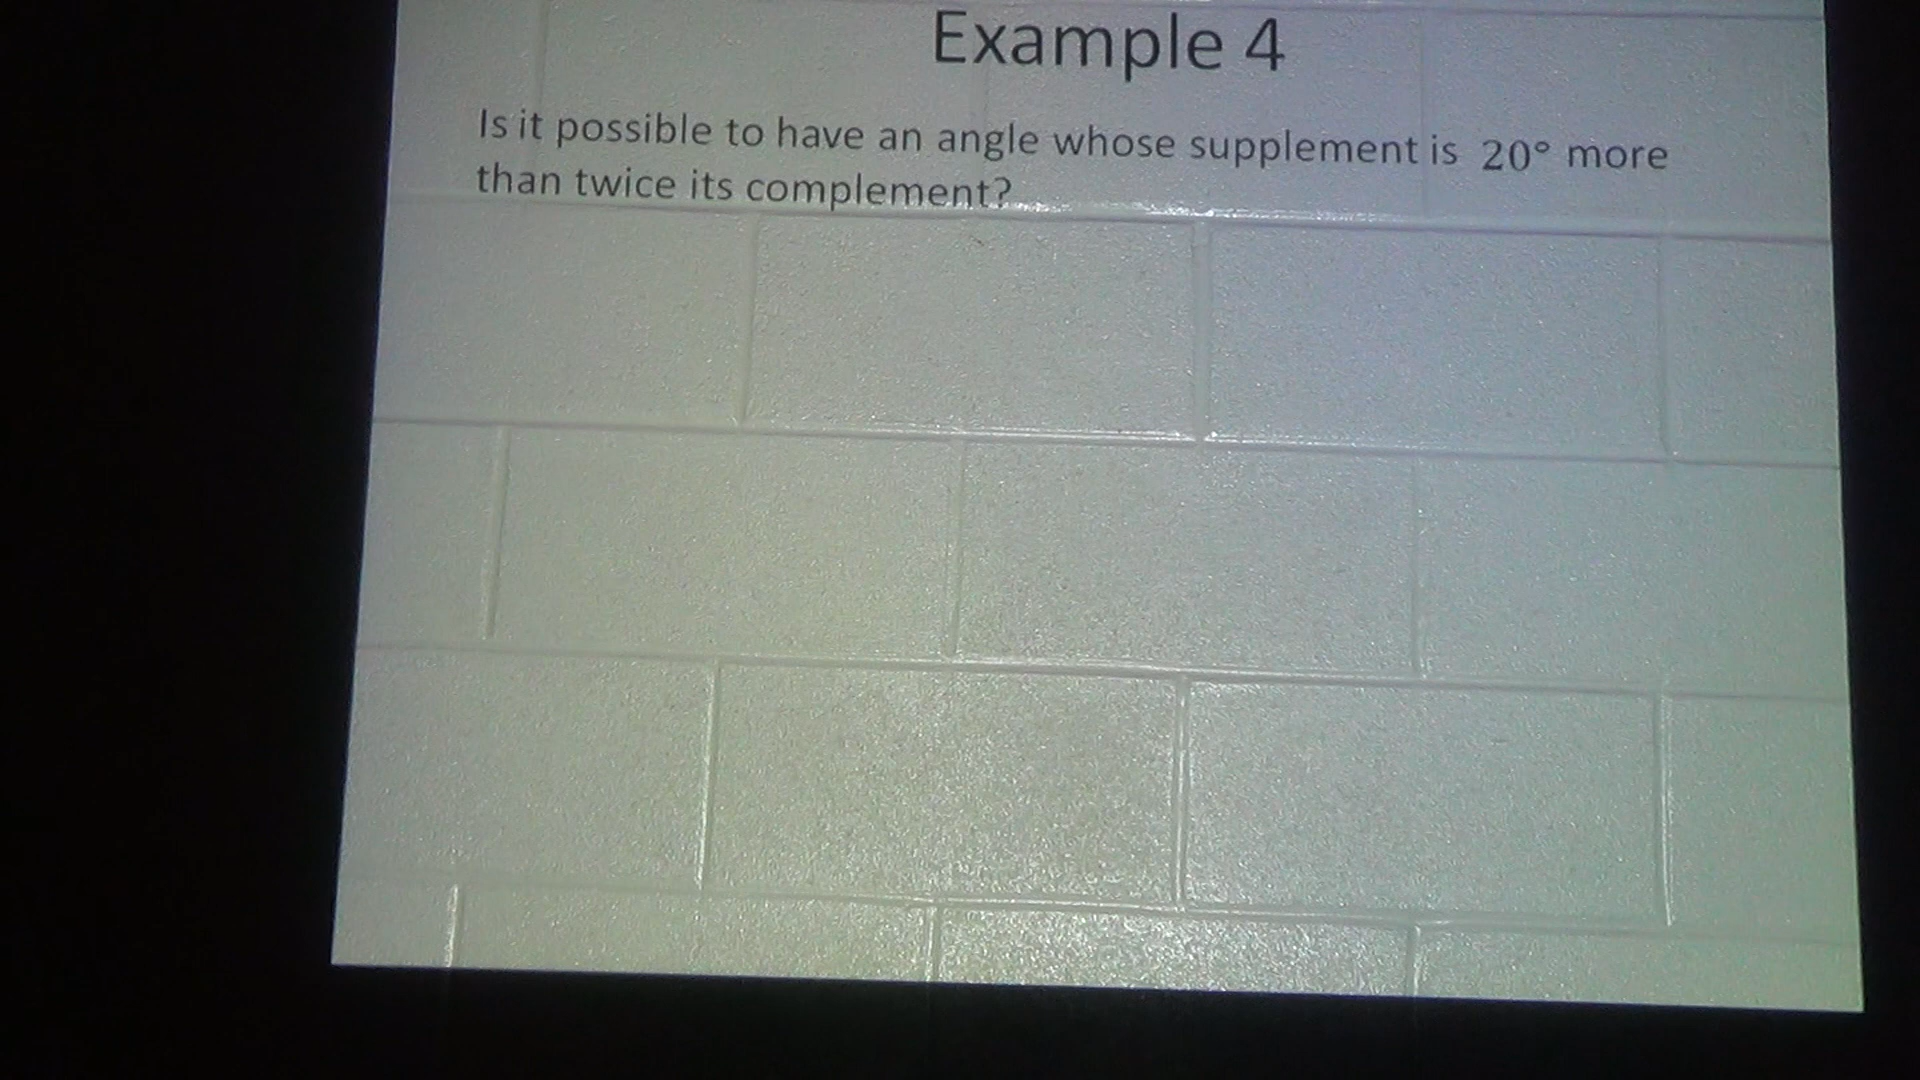 Example 4
Is it possible to have an angle whose supplement is 20° more
than twice its complement?